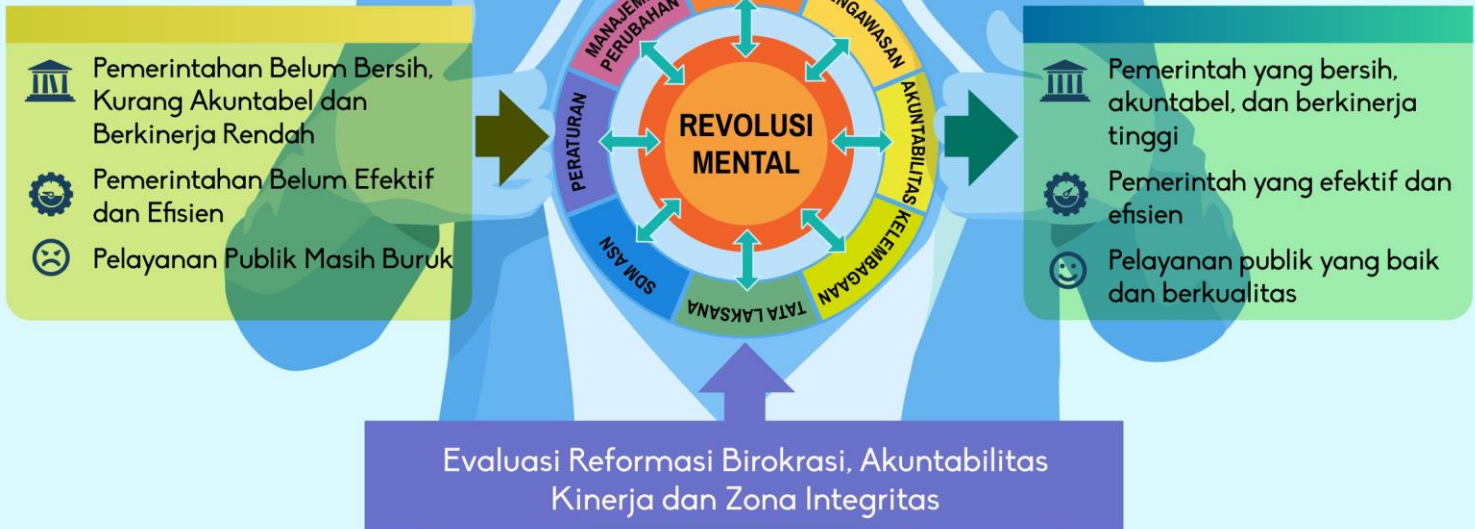 Pemerintahan Belum Bersih,
Kurang Akuntabel dan
Berkinerja Rendah
Pemerintahan Belum Efektif
dan Efisien
Pelayanan Publik Masih Buruk
PERUBAHAN
PERATURAN
SDM ASN
TATA LAKSANA
KELEMBAGAAN
AKUNTABILITAS
REVOLUSI
MENTAL
Pemerintah yang bersih,
akuntabel, dan berkinerja
tinggi
Pemerintah yang efektif dan
efisien
Pelayanan publik yang baik
dan berkualitas
Evaluasi Reformasi Birokrasi, Akuntabilitas
Kinerja dan Zona Integritas